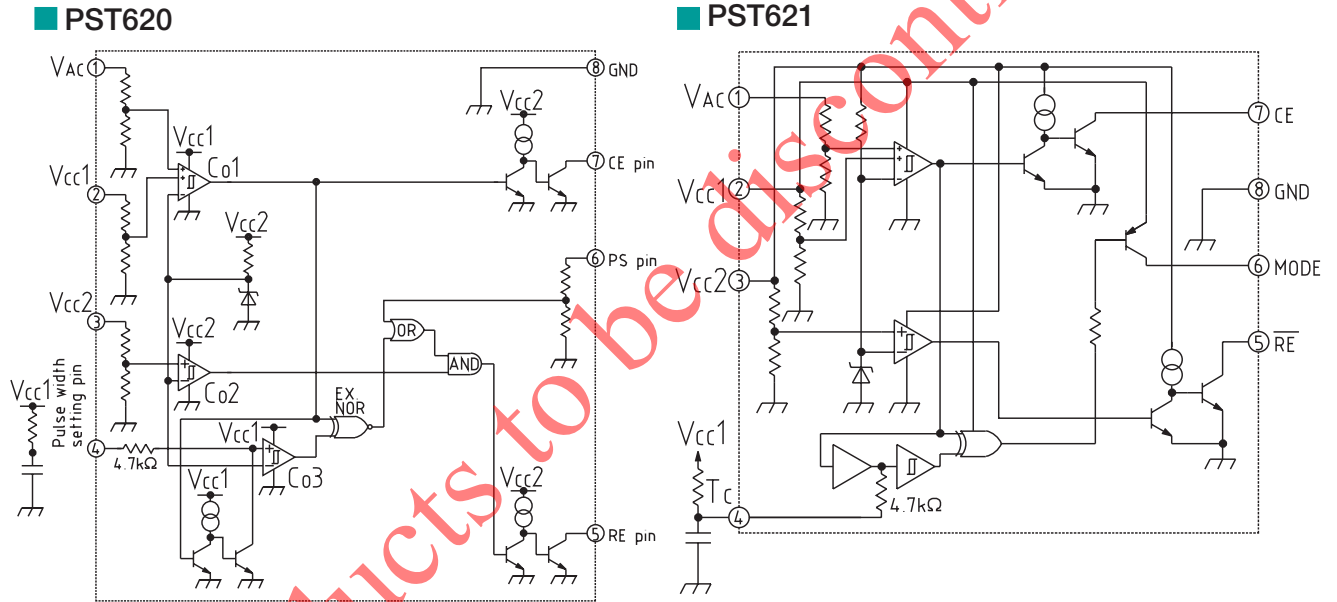 PST620
VAC 1
8 GND
Vcc1
Co1
Vcc2
7 CE pin
Vcc1
2
Vcc2
6 PS pin
Vcc2
3
Vcc2
Co2
OR
AND
EX.
NOR
Vcc1
Pulse width
setting pin
4
4.7kΩ
Vcc1
Co3
Vcc1
Vcc2
5 RE pin
PST621
VAC 1
7 CE
Vcc1 2
8 GND
Vcc2 3
6 MODE
5 RE
Vcc1
Tc
4
4.7kΩ
ducts to be discontin